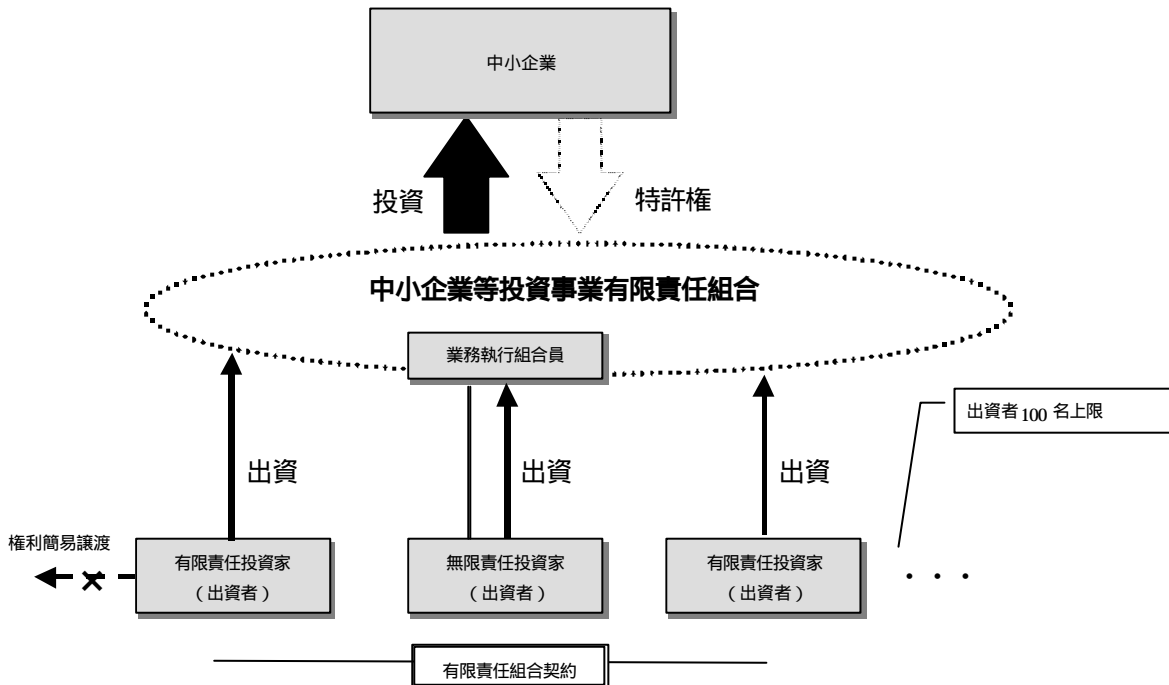 中小企業
投資
特許権
中小企業等投資事業有限責任組合
業務執行組合員
出資者100 名上限
出資
出資
出資
権利簡易譲渡
有限責任投資家
（出資者）
無限責任投資家
（出資者）
有限責任投資家
（出資者）
・・・
有限責任組合契約